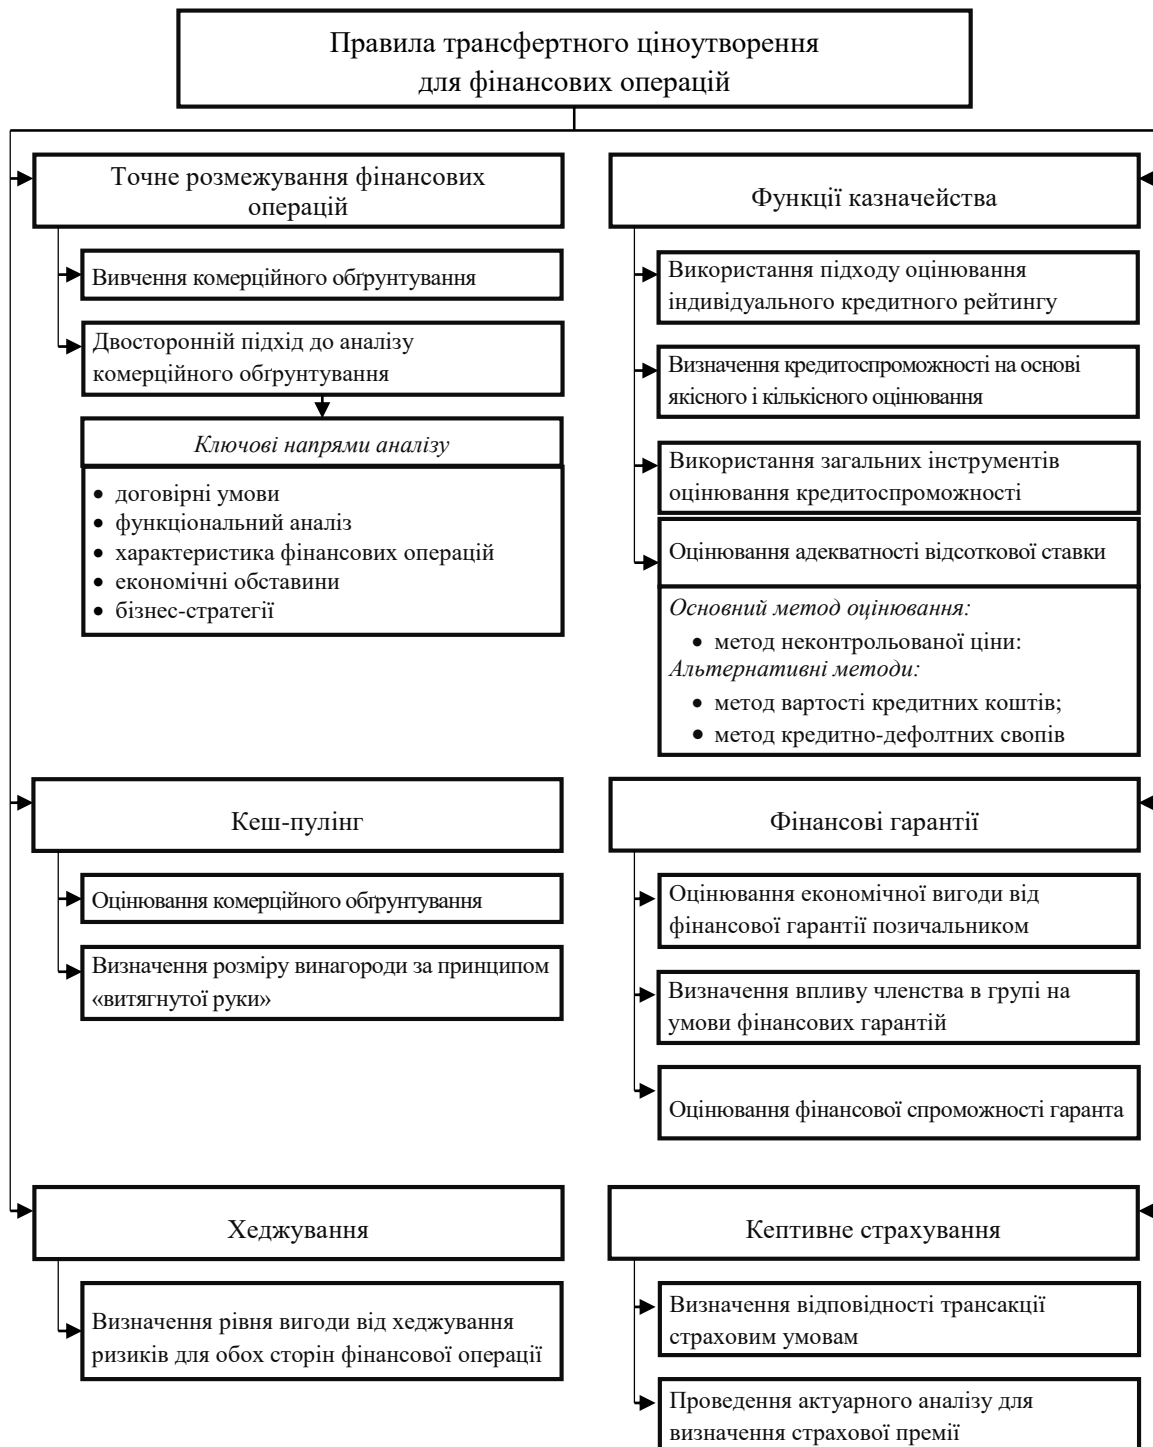 Правила трансфертного ціноутворення
для фінансових операцій
Точне розмежування фінансових
операцій
Вивчення комерційного обґрунтування
Двосторонній підхід до аналізу
комерційного обґрунтування
Ключові напрями аналізу
• договірні умови
• функціональний аналіз
• характеристика фінансових операцій
• економічні обставини
• бізнес-стратегії
Функції казначейства
Використання підходу оцінювання
індивідуального кредитного рейтингу
Визначення кредитоспроможності на основі
якісного і кількісного оцінювання
Використання загальних інструментів
оцінювання кредитоспроможності
Оцінювання адекватності відсоткової ставки
Основний метод оцінювання:
• метод неконтрольованої ціни:
Альтернативні методи:
• метод вартості кредитних коштів;
• метод кредитно-дефолтних свопів
Кеш-пулінг
Оцінювання комерційного обґрунтування
Визначення розміру винагороди за принципом
«витягнутої руки»
Фінансові гарантії
Оцінювання економічної вигоди від
фінансової гарантії позичальником
Визначення впливу членства в групі на
умови фінансових гарантій
Оцінювання фінансової спроможності гаранта
Хеджування
Визначення рівня вигоди від хеджування
ризиків для обох сторін фінансової операції
Кептивне страхування
Визначення відповідності трансакції
страховим умовам
Проведення актуарного аналізу для
визначення страхової премії